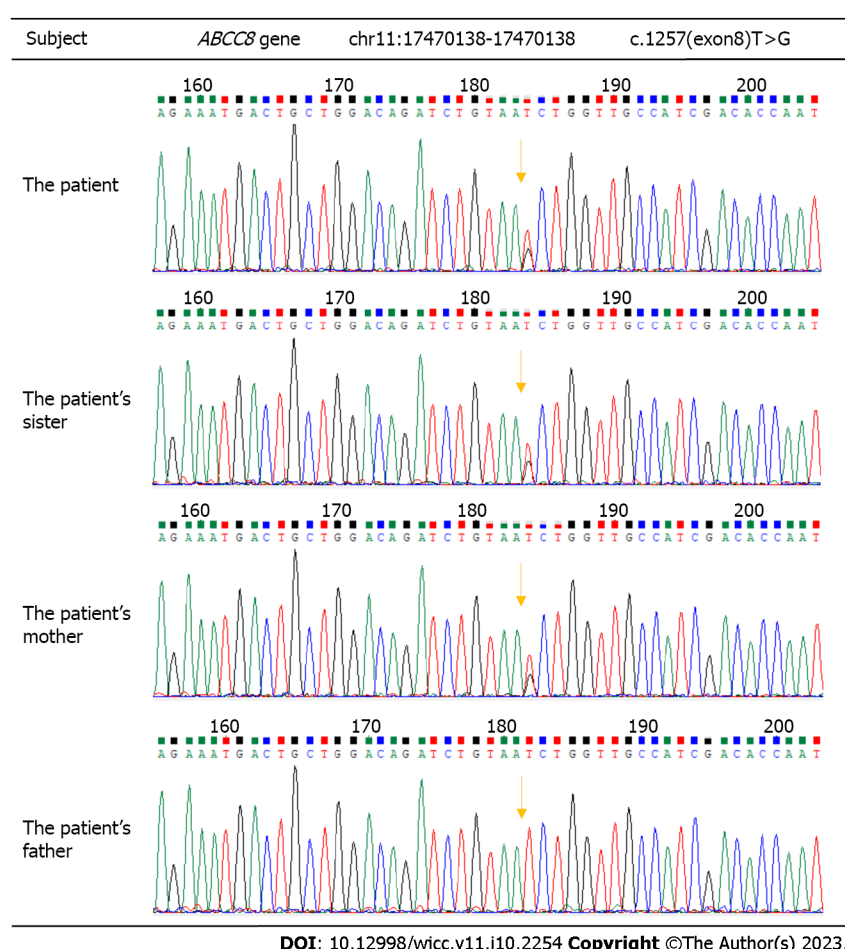 Subject ABCC8 gene chr11:17470138-17470138 c.1257(exon8)T>G
160 170 180 190 200
AGAAATGACTGCTGGACAGATCTGTAATCTGGTTGCCATCGACACCAAT
The patient
160 170 180 190 200
AGAAATGACTGCTGGACAGATCTGTAATCTGGTTGCCATCGACACCAAT
The patient's
sister
160 170 180 190 200
AGAAATGACTGCTGGACAGATCTGTAATCTGGTTGCCATCGACACCAAT
The patient's
mother
160 170 180 190 200
AGAAATGACTGCTGGACAGATCTGTAATCTGGTTGCCATCGACACCAAT
The patient's
father
DOI: 10.12998/wjcc.v11.i10.2254 Copyright ©The Author(s) 2023.